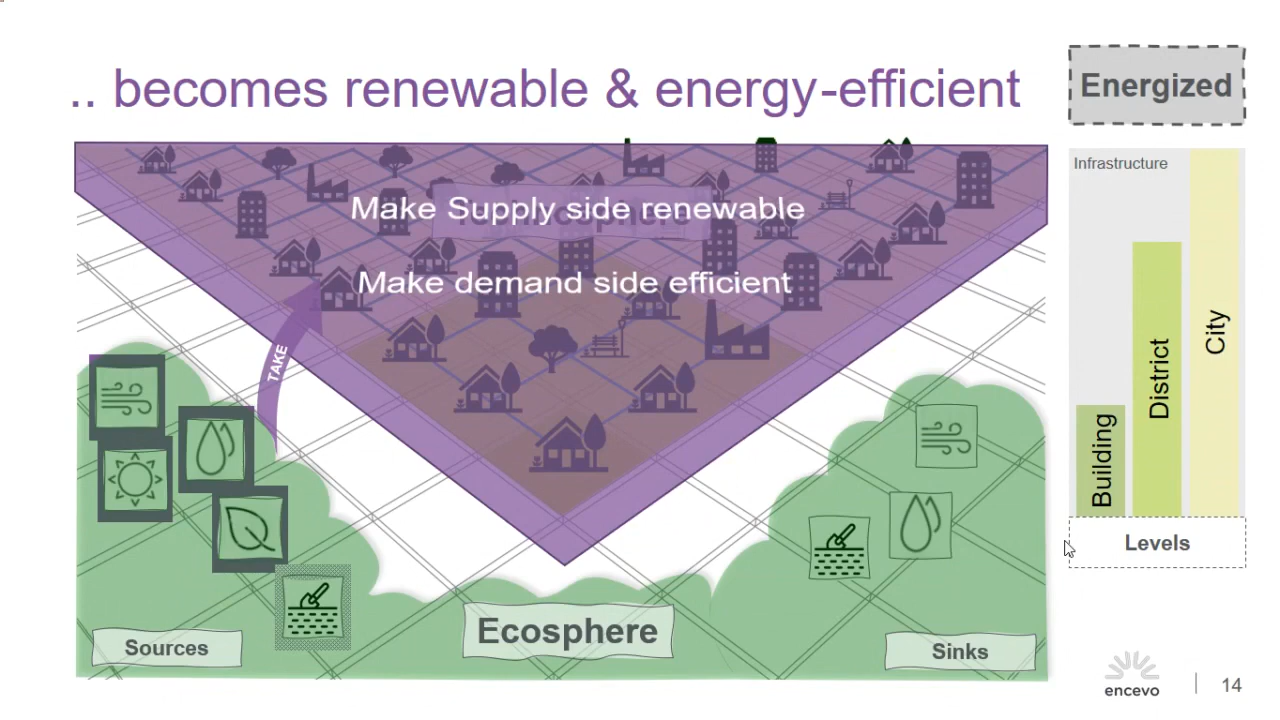 .. becomes renewable & energy-efficient
Energized
Infrastructure
Make Supply side renewable
Make demand side efficient
TAKE
Building
District
City
Levels
Ecosphere
Sources
Sinks
encevo
14